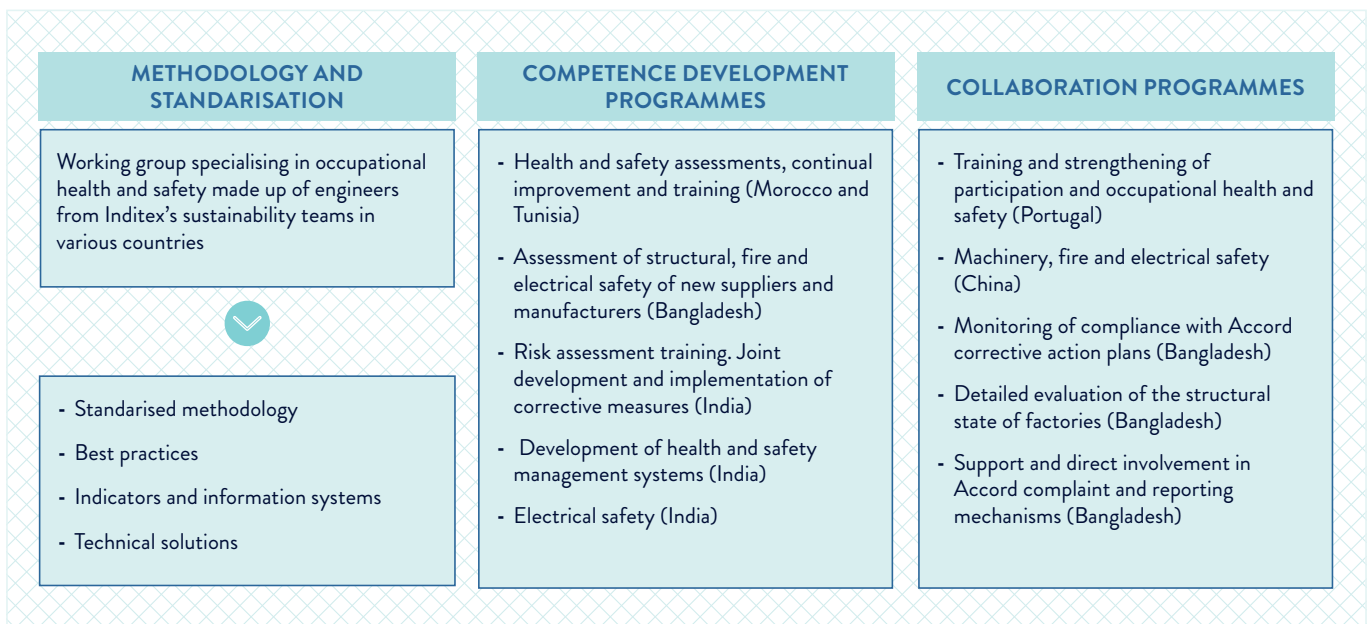 METHODOLOGY AND
STANDARISATION
Working group specialising in occupational
health and safety made up of engineers
from Inditex's sustainability teams in
various countries
- Standarised methodology
- Best practices
- Indicators and information systems
- Technical solutions
COMPETENCE DEVELOPMENT
PROGRAMMES
- Health and safety assessments, continual
improvement and training (Morocco and
Tunisia)
- Assessment of structural, fire and
electrical safety of new suppliers and
manufacturers (Bangladesh)
- Risk assessment training. Joint
development and implementation of
corrective measures (India)
- Development of health and safety
management systems (India)
- Electrical safety (India)
COLLABORATION PROGRAMMES
- Training and strengthening of
participation and occupational health and
safety (Portugal)
- Machinery, fire and electrical safety
(China)
- Monitoring of compliance with Accord
corrective action plans (Bangladesh)
- Detailed evaluation of the structural
state of factories (Bangladesh)
- Support and direct involvement in
Accord complaint and reporting
mechanisms (Bangladesh)